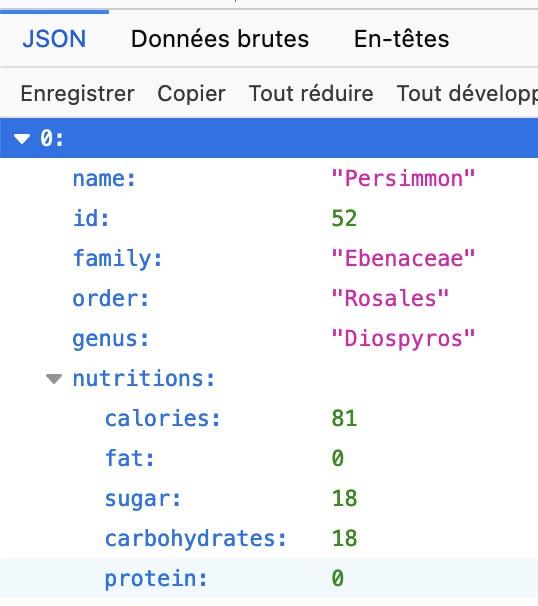 JSON Données brutes En-têtes
Enregistrer Copier Tout réduire Tout développ
0:
name: "Persimmon"
id: 52
family: "Ebenaceae"
order: "Rosales"
genus: "Diospyros"
nutritions:
calories: 81
fat: 0
sugar: 18
carbohydrates: 18
protein: 0